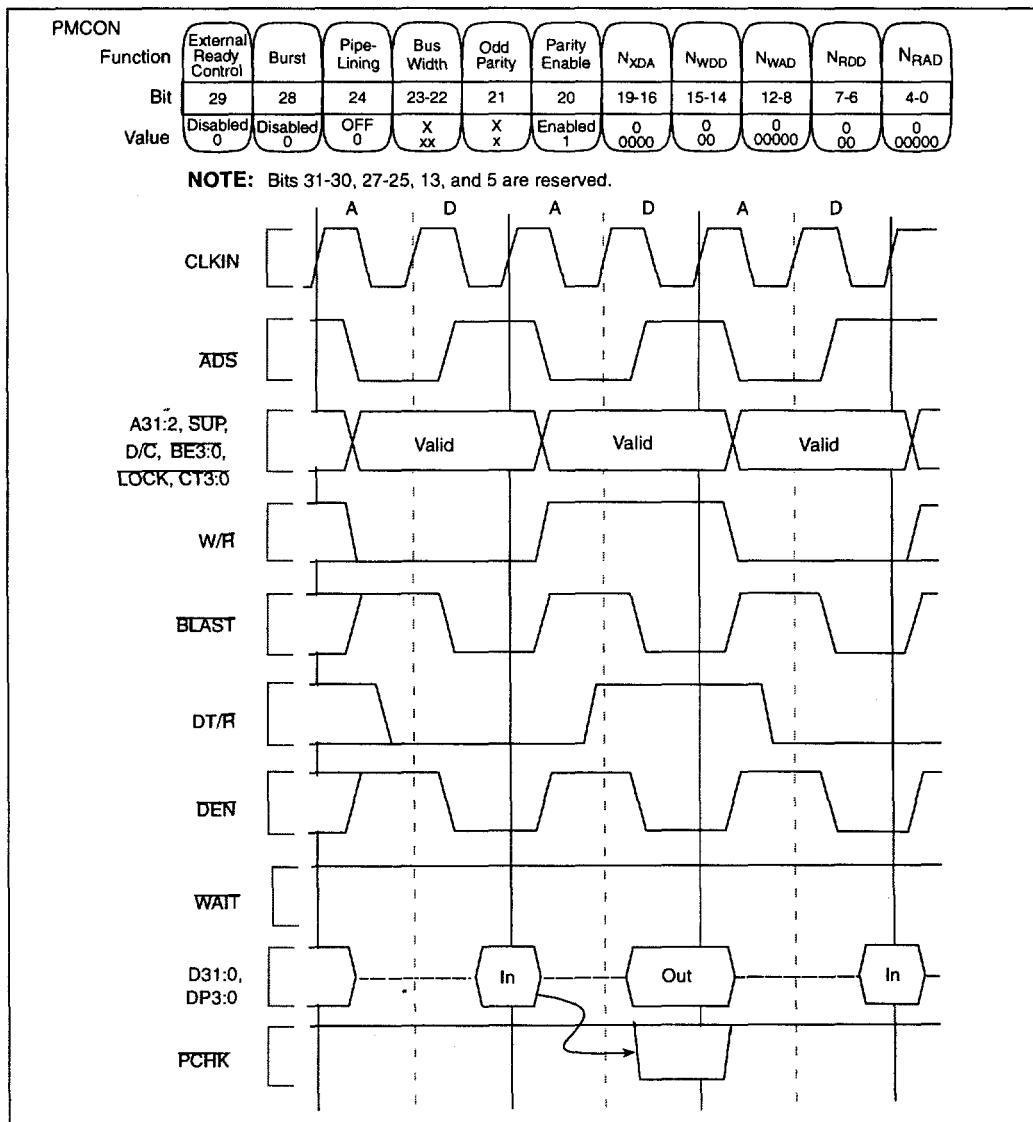 PMCON
Function External Ready Control Burst Pipe-Lining Bus Width Odd Parity Parity Enable NXDA NWDD NWAD NRDD NRAD
Bit 29 28 24 23-22 21 20 19-16 15-14 12-8 7-6 4-0
Value Disabled 0 Disabled 0 OFF 0 X xx X x Enabled 1 0 0000 0 00 0 00000 0 00 0 00000
NOTE: Bits 31-30, 27-25, 13, and 5 are reserved.
A D A D A D
CLKIN
ADS
A31:2, SUP,
D/C, BE3:0,
LOCK, CT3:0
Valid Valid Valid
W/R
BLAST
DT/R
DEN
WAIT
D31:0,
DP3:0
In Out In
PCHK